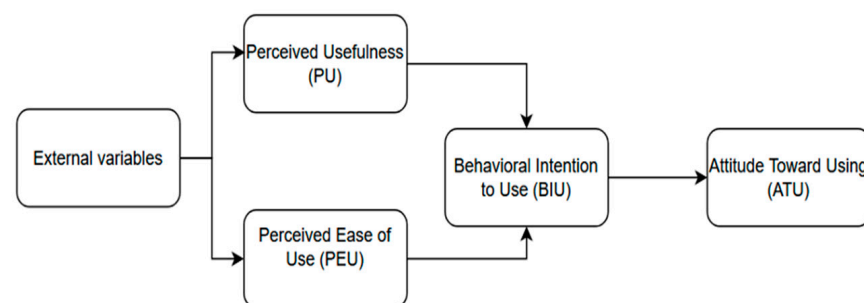 Perceived Usefulness
(PU)
External variables
Behavioral Intention
to Use (BIU)
Attitude Toward Using
(ATU)
Perceived Ease of
Use (PEU)